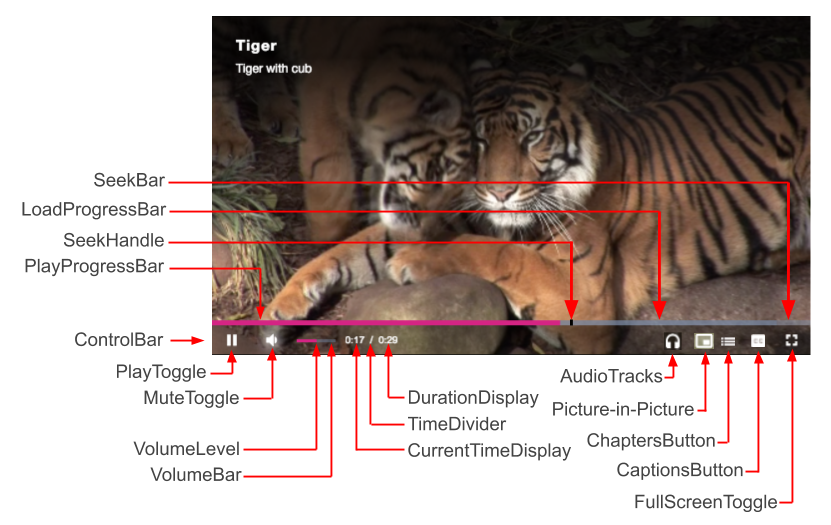 Tiger
Tiger with cub
SeekBar
LoadProgressBar
SeekHandle
PlayProgressBar
ControlBar
0:17 / 0:29
CC
PlayToggle
MuteToggle
VolumeLevel
VolumeBar
DurationDisplay
TimeDivider
CurrentTimeDisplay
AudioTracks
Picture-in-Picture
ChaptersButton
CaptionsButton
FullScreenToggle